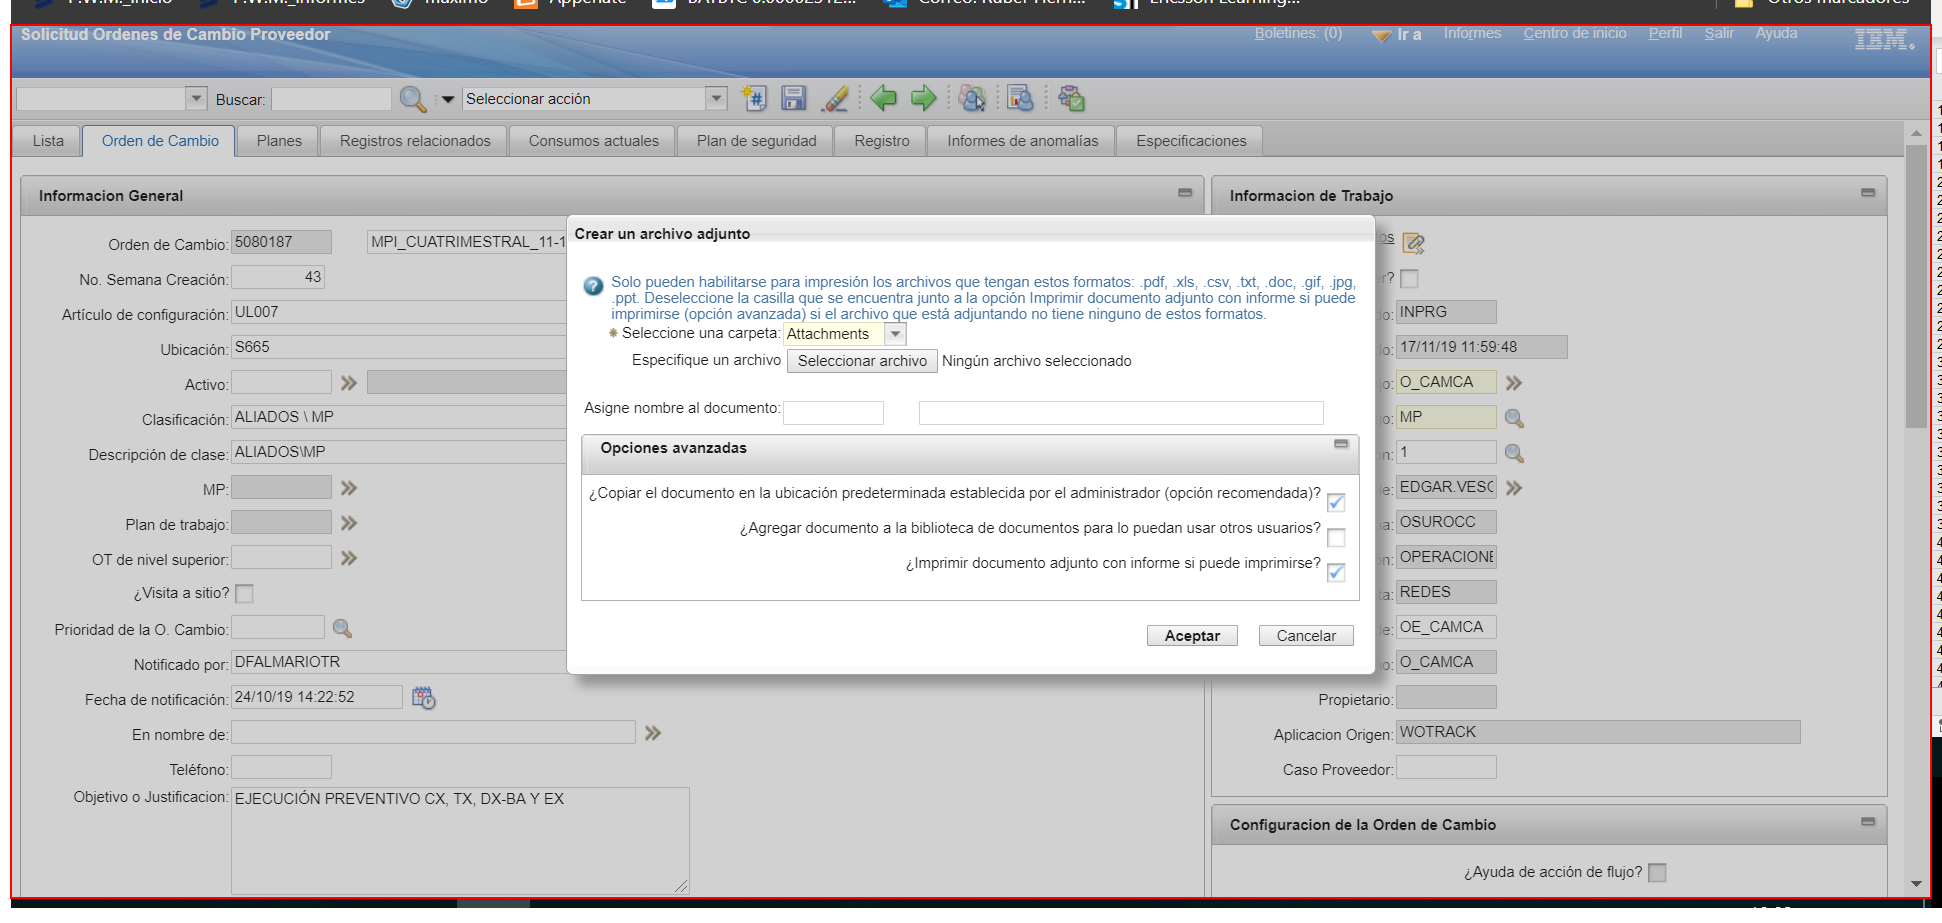 Solicitud Ordenes de Cambio Proveedor
Boletines: (0) Ir a Informes Centro de inicio Perfil Salir Ayuda IBM.
Buscar: Seleccionar acción
Lista Orden de Cambio Planes Registros relacionados Consumos actuales Plan de seguridad Registro Informes de anomalías Especificaciones
Informacion General
Orden de Cambio: 5080187 MPI_CUATRIMESTRAL_11-1
No. Semana Creación: 43
Artículo de configuración: UL007
Ubicación: S665
Activo:
Clasificación: ALIADOS \ MP
Descripción de clase: ALIADOS\MP
MP:
Plan de trabajo:
OT de nivel superior:
¿Visita a sitio?
Prioridad de la O. Cambio:
Notificado por: DFALMARIOTR
Fecha de notificación: 24/10/19 14:22:52
En nombre de:
Teléfono:
Objetivo o Justificacion: EJECUCIÓN PREVENTIVO CX, TX, DX-BA Y EX
Crear un archivo adjunto
Solo pueden habilitarse para impresión los archivos que tengan estos formatos: .pdf, .xls, .csv, .txt, .doc, .gif, .jpg,
.ppt. Deseleccione la casilla que se encuentra junto a la opción Imprimir documento adjunto con informe si puede
imprimirse (opción avanzada) si el archivo que está adjuntando no tiene ninguno de estos formatos.
Seleccione una carpeta: Attachments
Especifique un archivo Seleccionar archivo Ningún archivo seleccionado
Asigne nombre al documento:
Opciones avanzadas
¿Copiar el documento en la ubicación predeterminada establecida por el administrador (opción recomendada)?
¿Agregar documento a la biblioteca de documentos para lo puedan usar otros usuarios?
¿Imprimir documento adjunto con informe si puede imprimirse?
Aceptar Cancelar
Informacion de Trabajo
os
r?
do: INPRG
do: 17/11/19 11:59:48
jo: O_CAMCA
jo: MP
on: 1
le: EDGAR.VESC
ia: OSUROCC
ón: OPERACIONE
ta: REDES
le: OE_CAMCA
io: O_CAMCA
Propietario:
Aplicacion Origen: WOTRACK
Caso Proveedor:
Configuracion de la Orden de Cambio
¿Ayuda de acción de flujo?